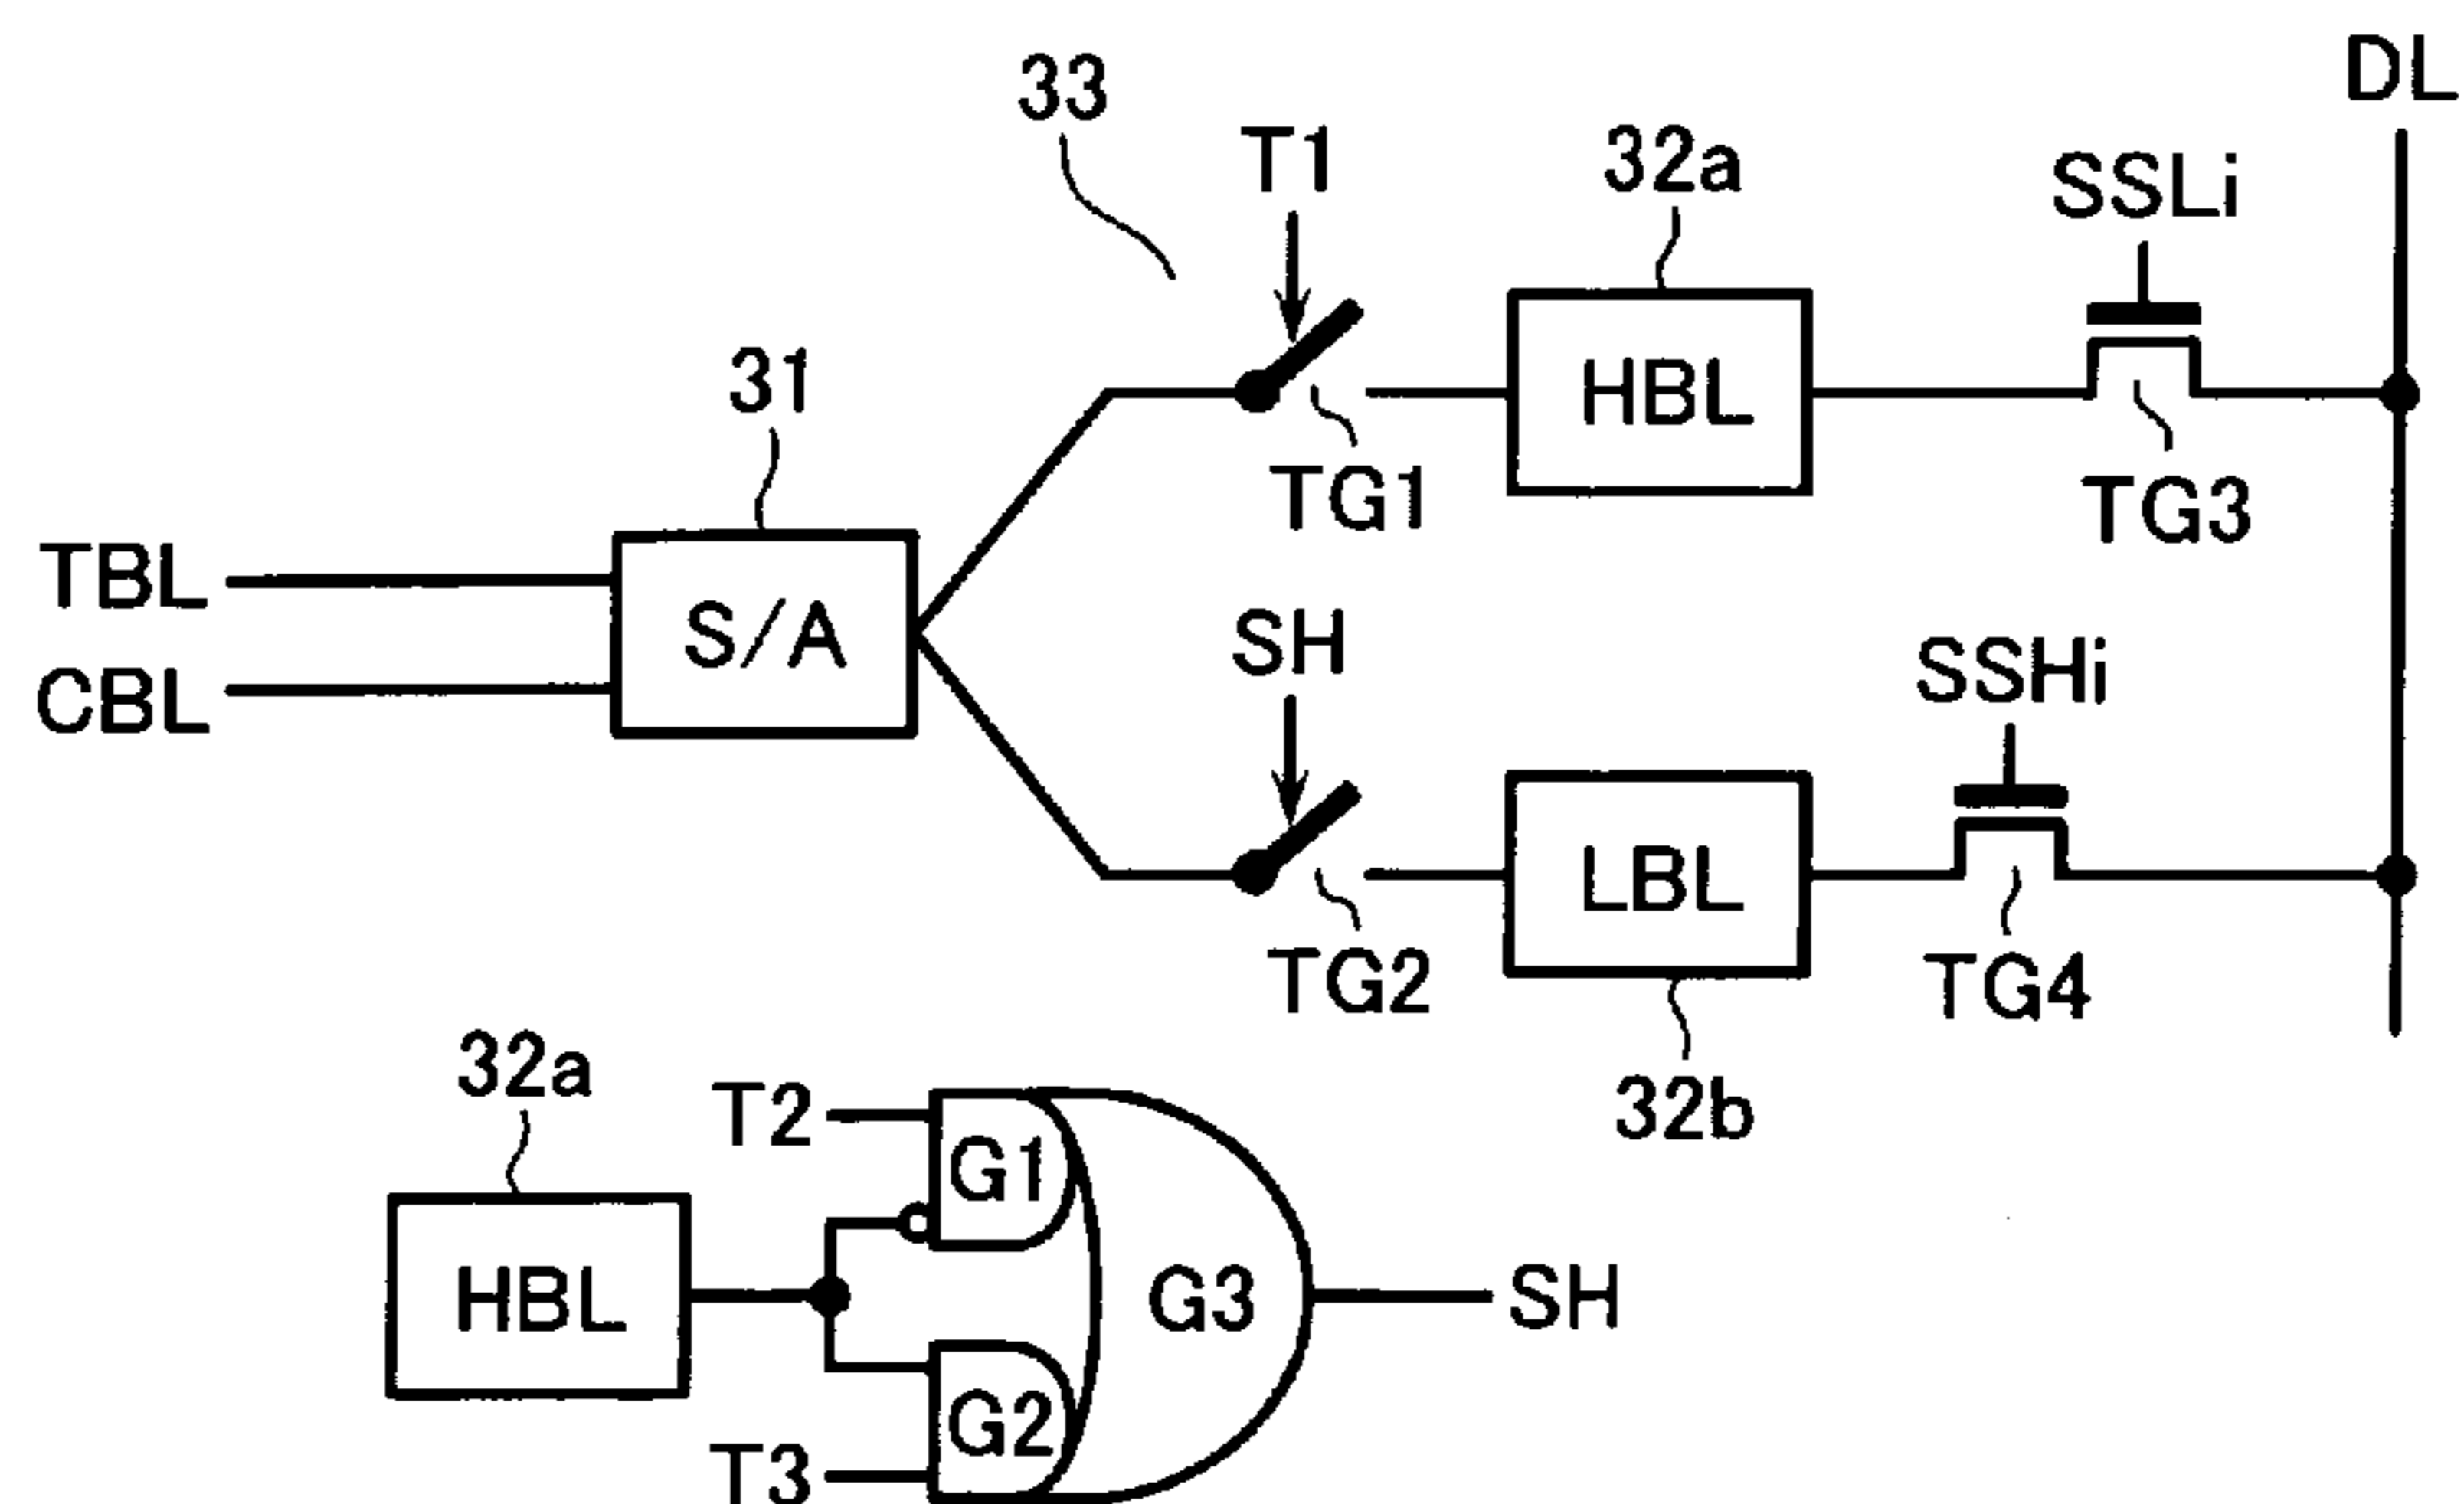 DL
33
T1
32a
SSLi
31
HBL
TG1
TG3
TBL
S/A
SH
SSHi
CBL
LBL
TG2
TG4
32a
T2
32b
G1
HBL
G3
SH
G2
T3